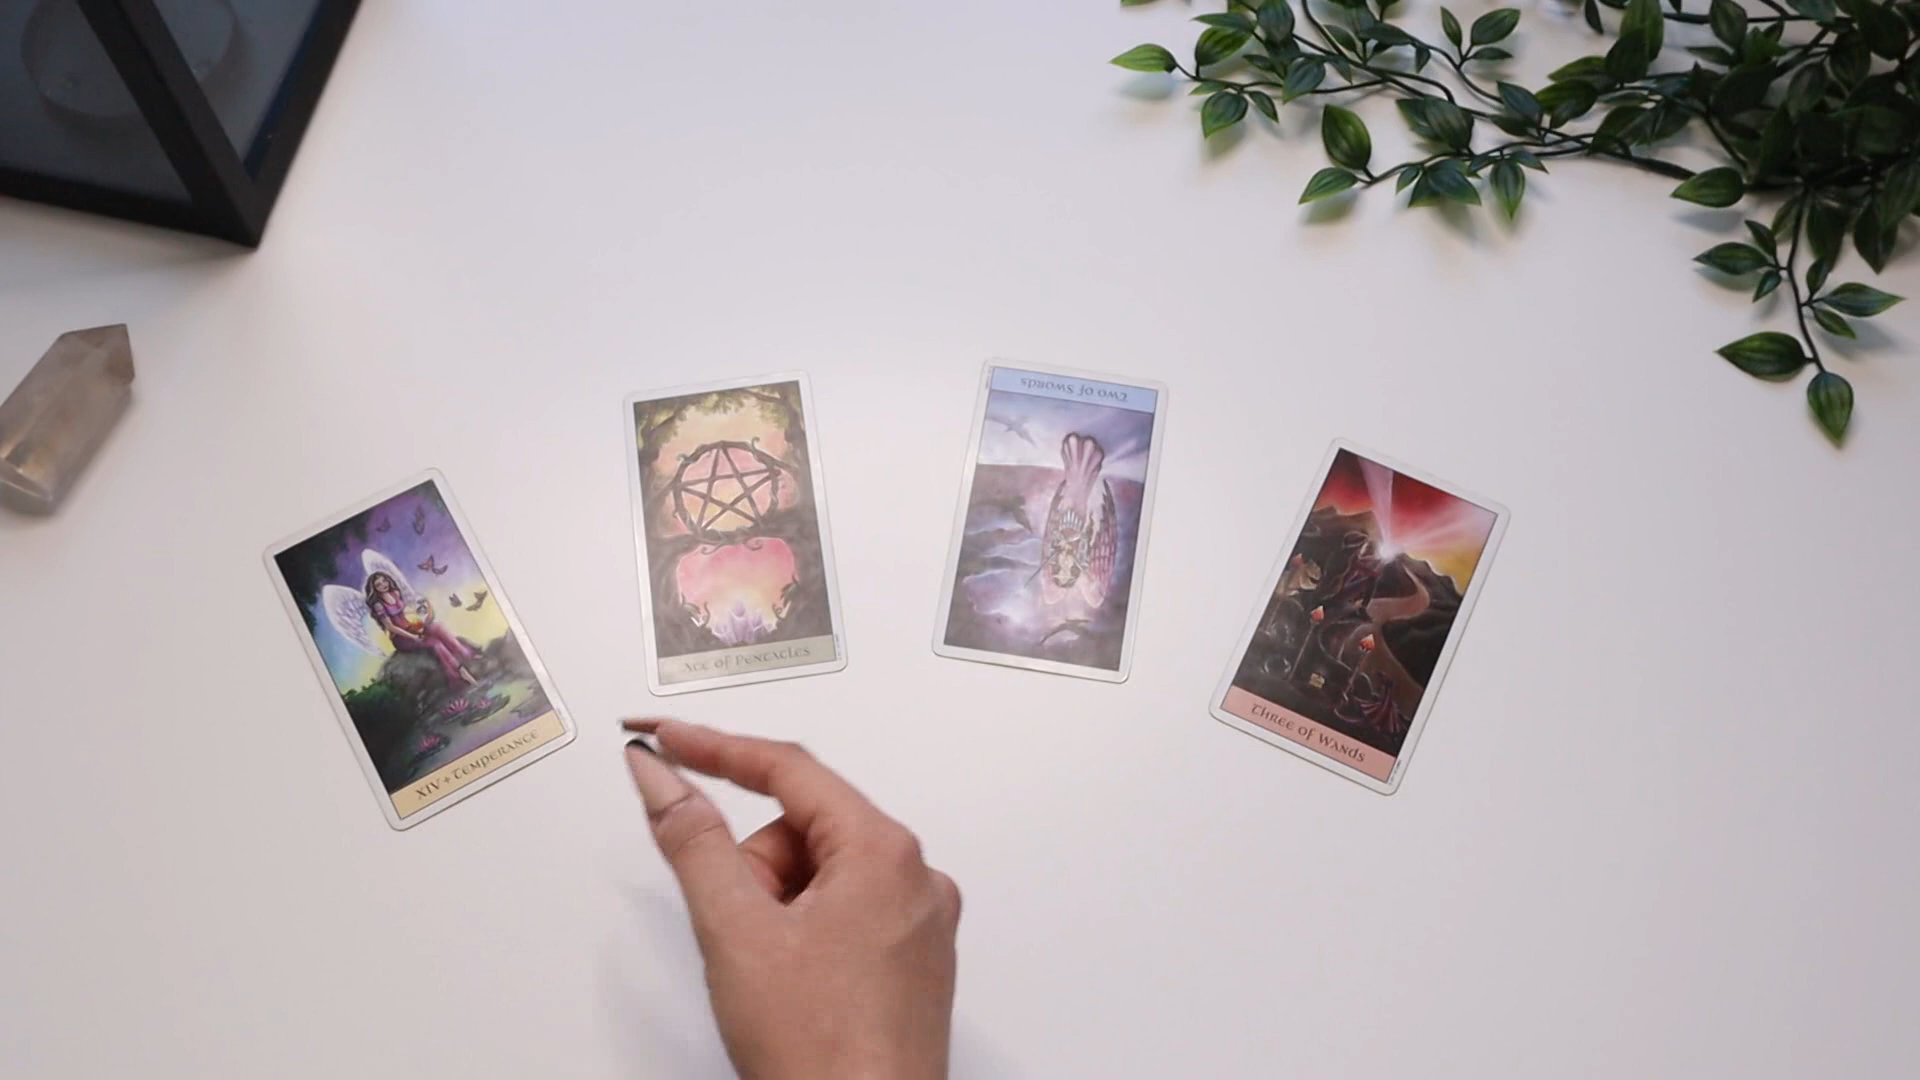 XIV + Temperance
Ace of Pentacles
Two of Swords
Three of Wands